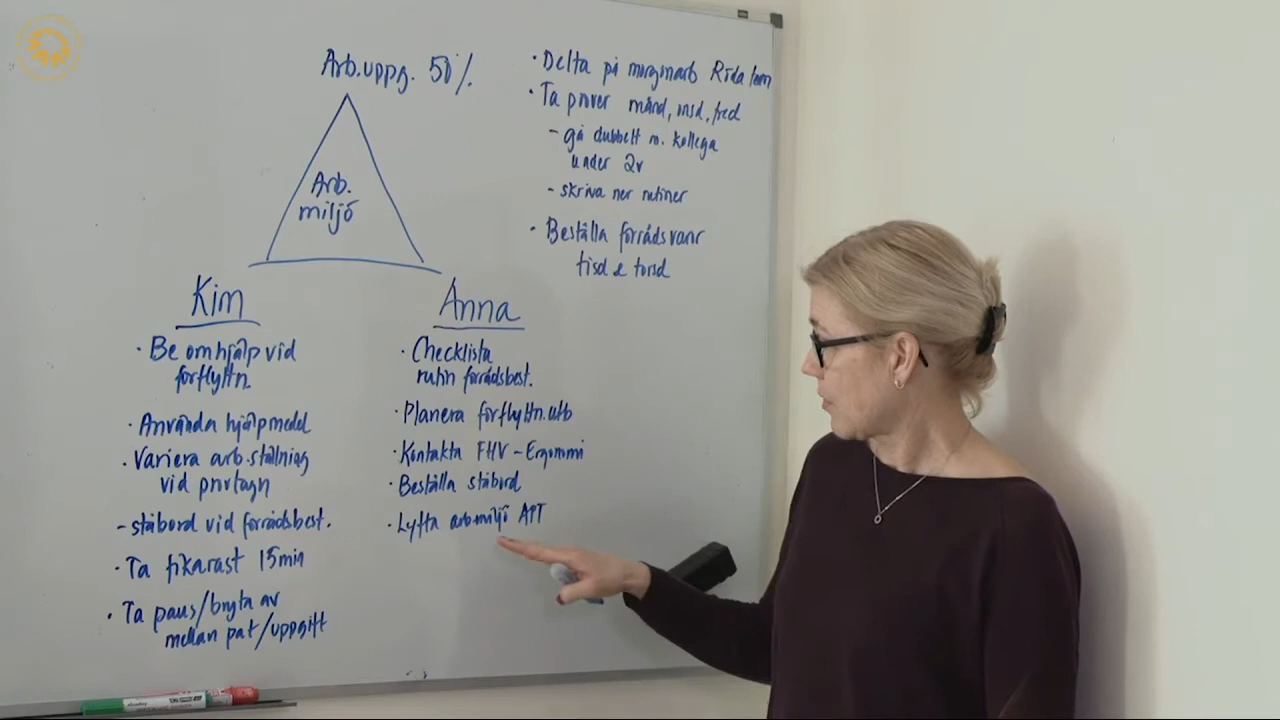 Arb.uppg. 50%
Arb.
miljö
· Delta på morgonarb Röda team
· Ta prover månd, onsd, fred
- gå dubbelt m. kollega
under 2v
- skriva ner rutiner
· Beställa förrådsvaror
tisd & torsd
Kim
· Be om hjälp vid
förflyttn.
· Använda hjälpmedel
· Variera arb.ställning
vid provtagn
- ståbord vid förrådsbest.
· Ta fikarast 15min
· Ta paus/bryta av
mellan pat/uppgift
Anna
· Checklista
rutin förrådsbest.
· Planera förflyttn.utb
· Kontakta FHV - Ergonomi
· Beställa ståbord
· Lyfta arb.miljö APT